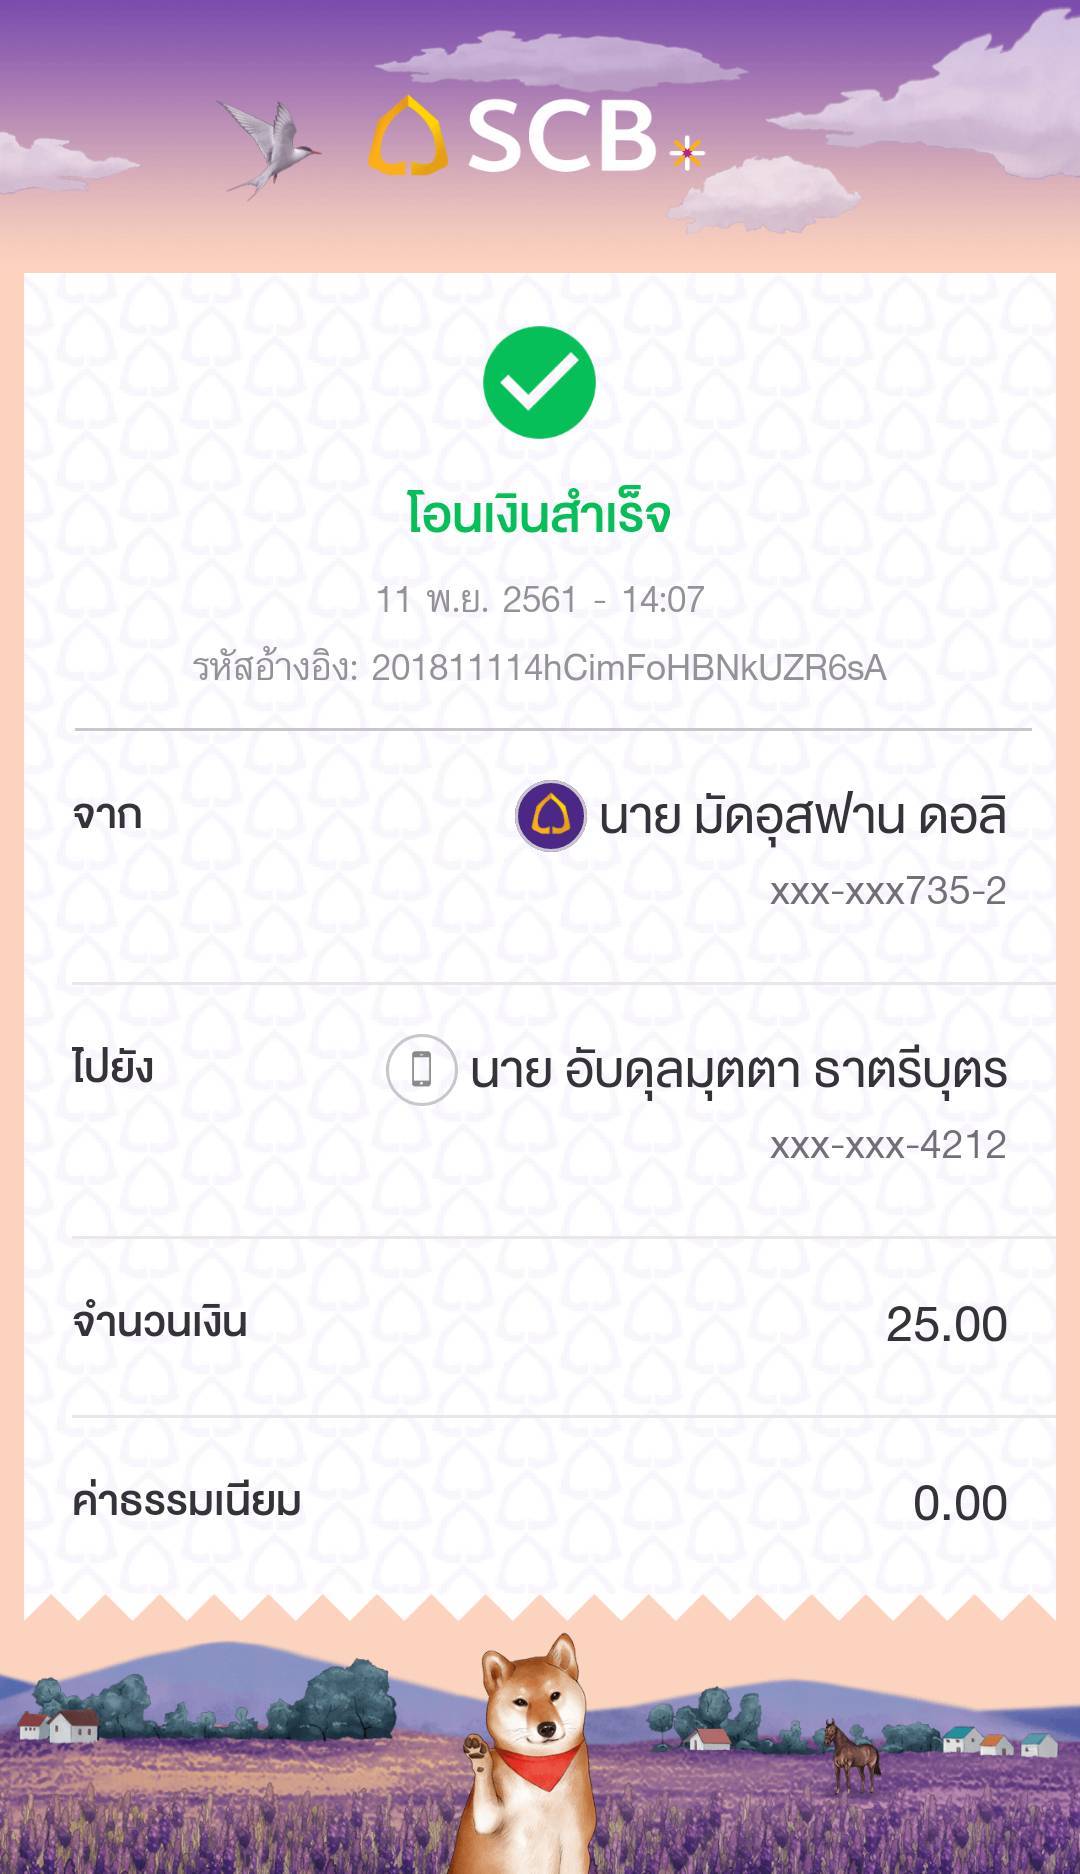 SCB
โอนเงินสำเร็จ
11 พ.ย. 2561 - 14:07
รหัสอ้างอิง: 201811114hCimFoHBNkUZR6sA
จาก
นาย มัดอุสฟาน ดอลิ
xxx-xxx735-2
ไปยัง
นาย อับดุลมุตตา ธาตรีบุตร
xxx-xxx-4212
จำนวนเงิน
25.00
ค่าธรรมเนียม
0.00